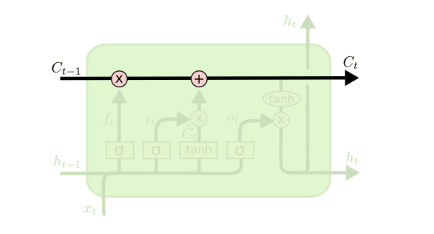 h_t
C_{t−1} × + C_t
tanh
f_t i_t × o_t ×
C̃_t
σ σ tanh σ
h_{t−1} h_t
x_t